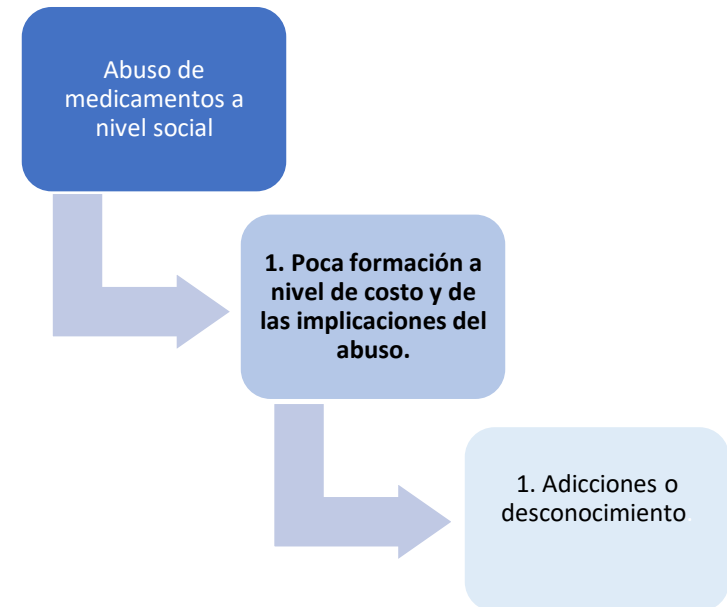 Abuso de
medicamentos a
nivel social
1. Poca formación a
nivel de costo y de
las implicaciones del
abuso.
1. Adicciones o
desconocimiento.